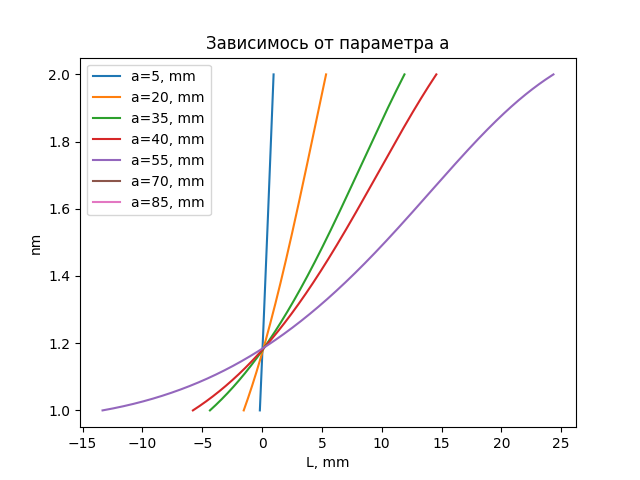 Зависимось от параметра a
a=5, mm
a=20, mm
a=35, mm
a=40, mm
a=55, mm
a=70, mm
a=85, mm
2.0
1.8
1.6
1.4
1.2
1.0
nm
−15 −10 −5 0 5 10 15 20 25
L, mm